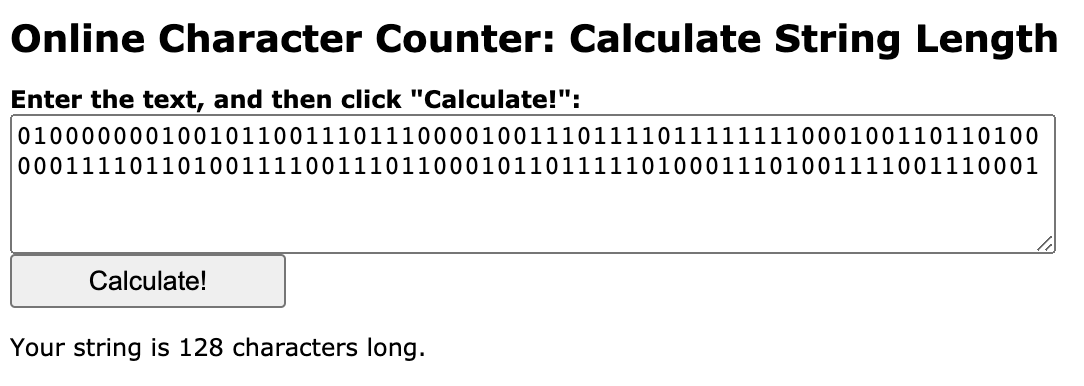 Online Character Counter: Calculate String Length
Enter the text, and then click "Calculate!":
0100000001001011001110111000010011101111011111111000100110110100
0001111011010011110011101100010110111110100011101001111001110001
Calculate!
Your string is 128 characters long.